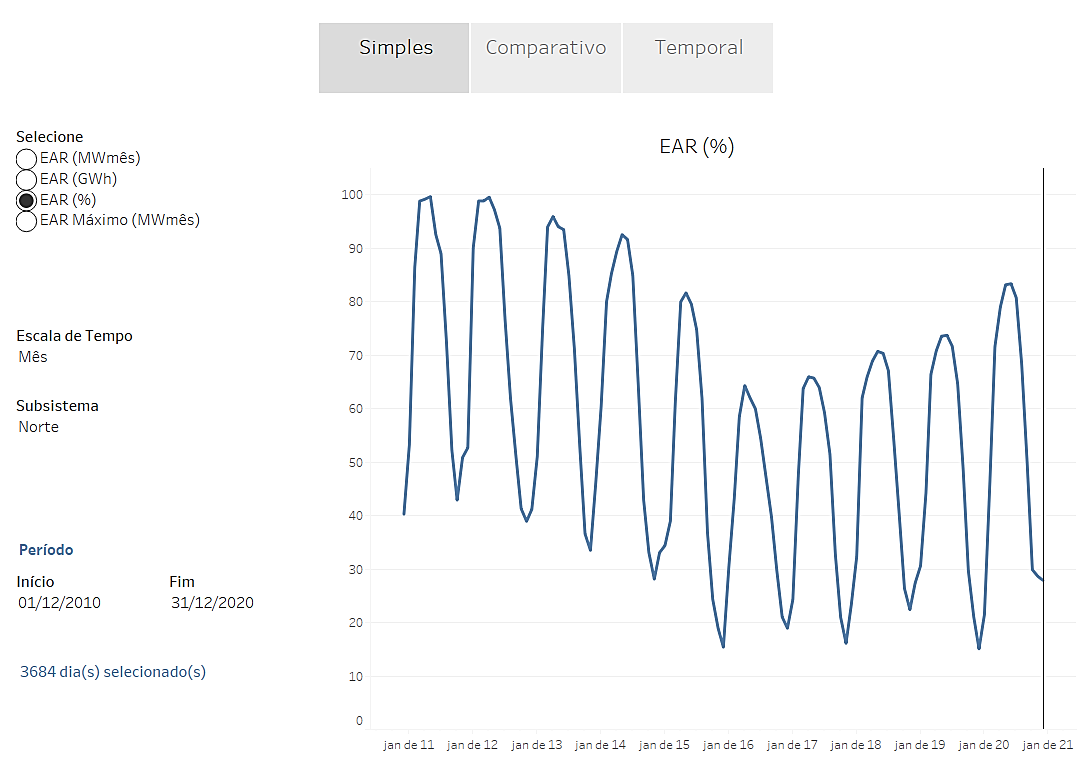 Simples Comparativo Temporal
Selecione
EAR (MWmês)
EAR (GWh)
EAR (%)
EAR Máximo (MWmês)
Escala de Tempo
Mês
Subsistema
Norte
Período
Início Fim
01/12/2010 31/12/2020
3684 dia(s) selecionado(s)
EAR (%)
100
90
80
70
60
50
40
30
20
10
0
jan de 11 jan de 12 jan de 13 jan de 14 jan de 15 jan de 16 jan de 17 jan de 18 jan de 19 jan de 20 jan de 21